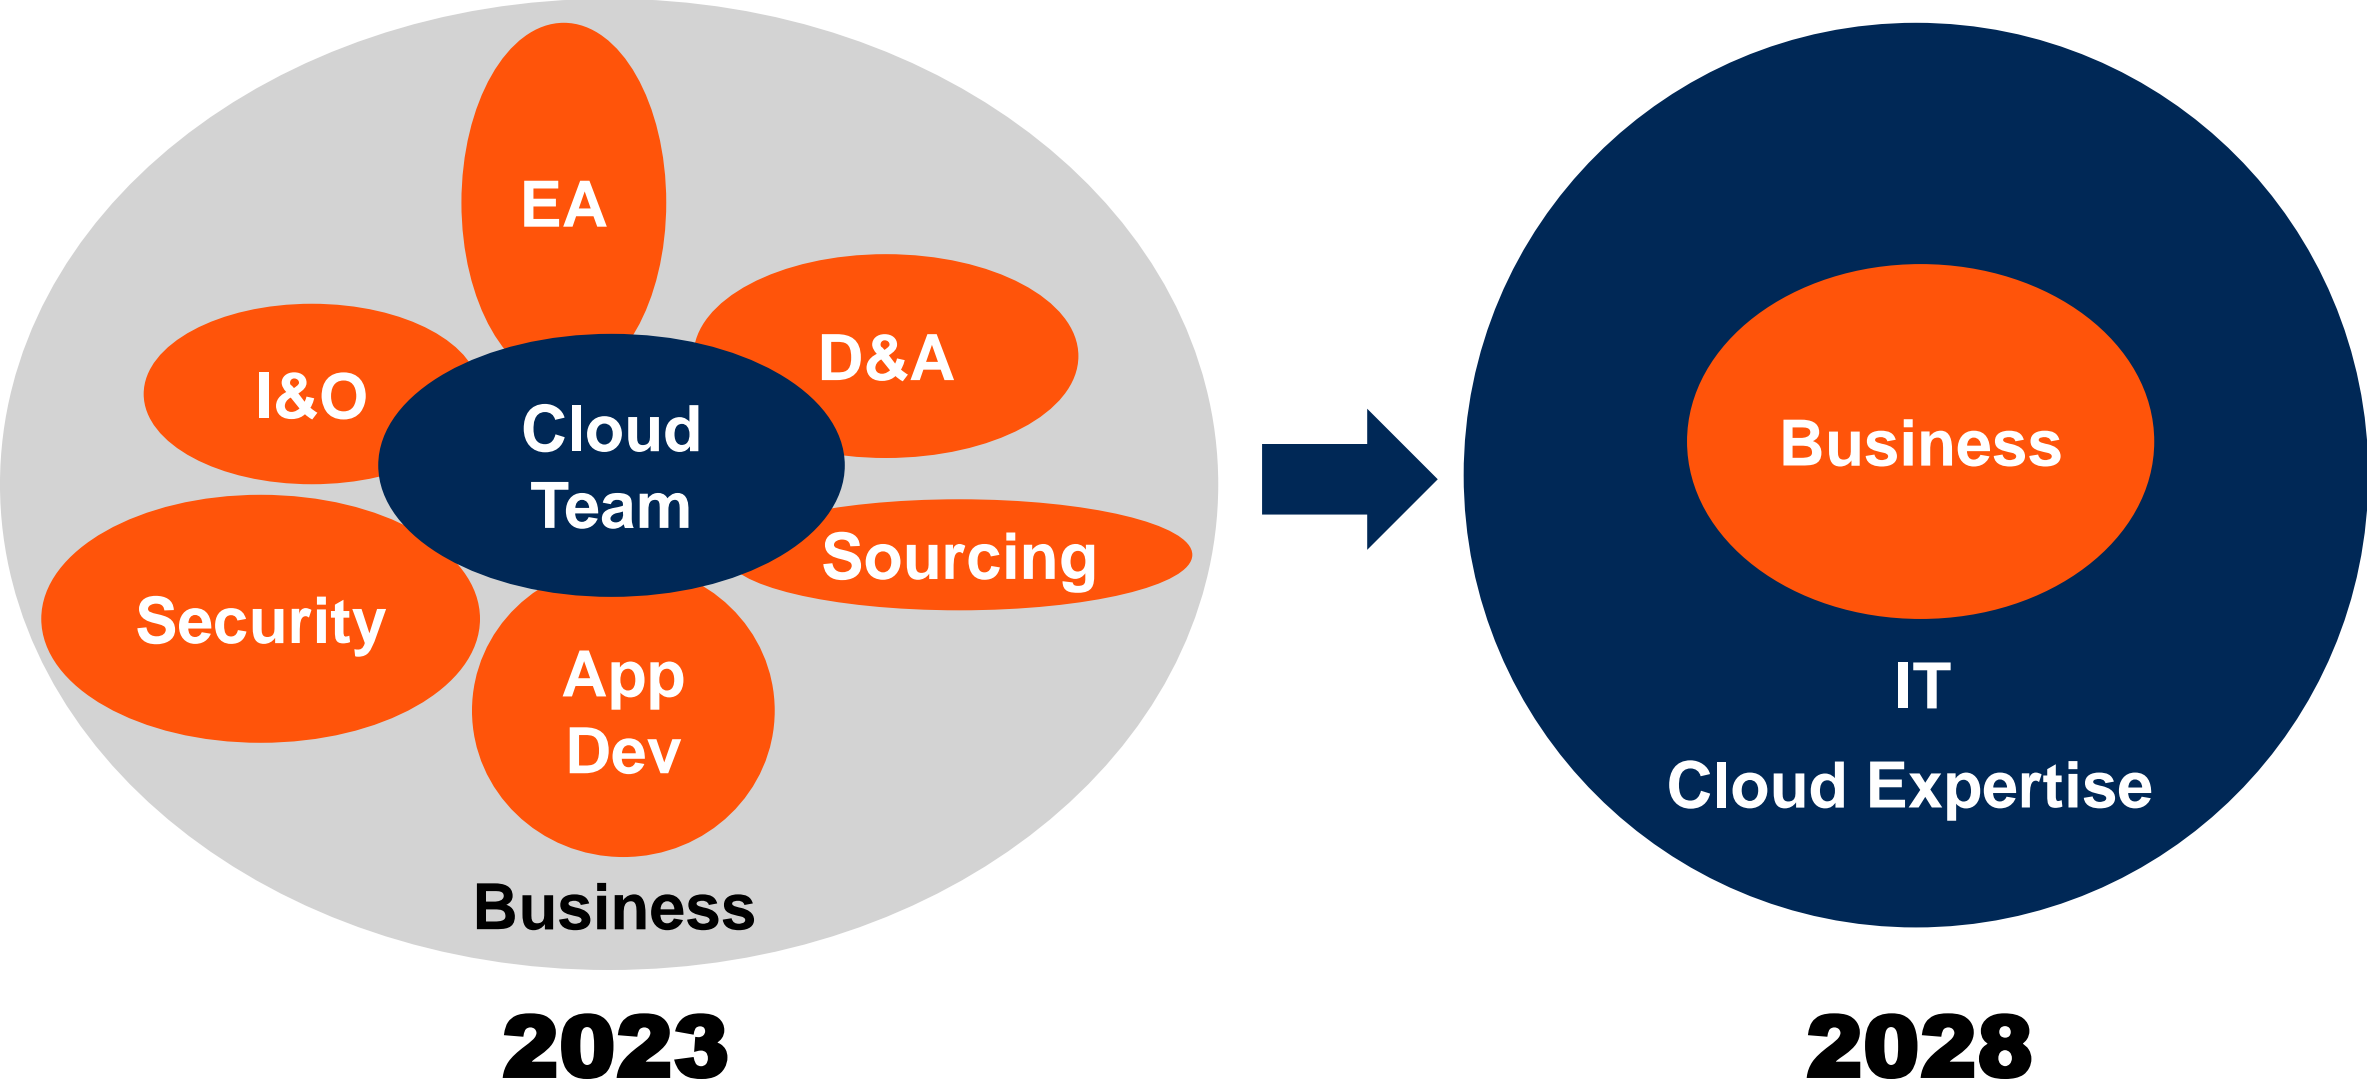 EA
D&A
I&O
Cloud
Team
Sourcing
Security
App
Dev
Business
2023
Business
IT
Cloud Expertise
2028